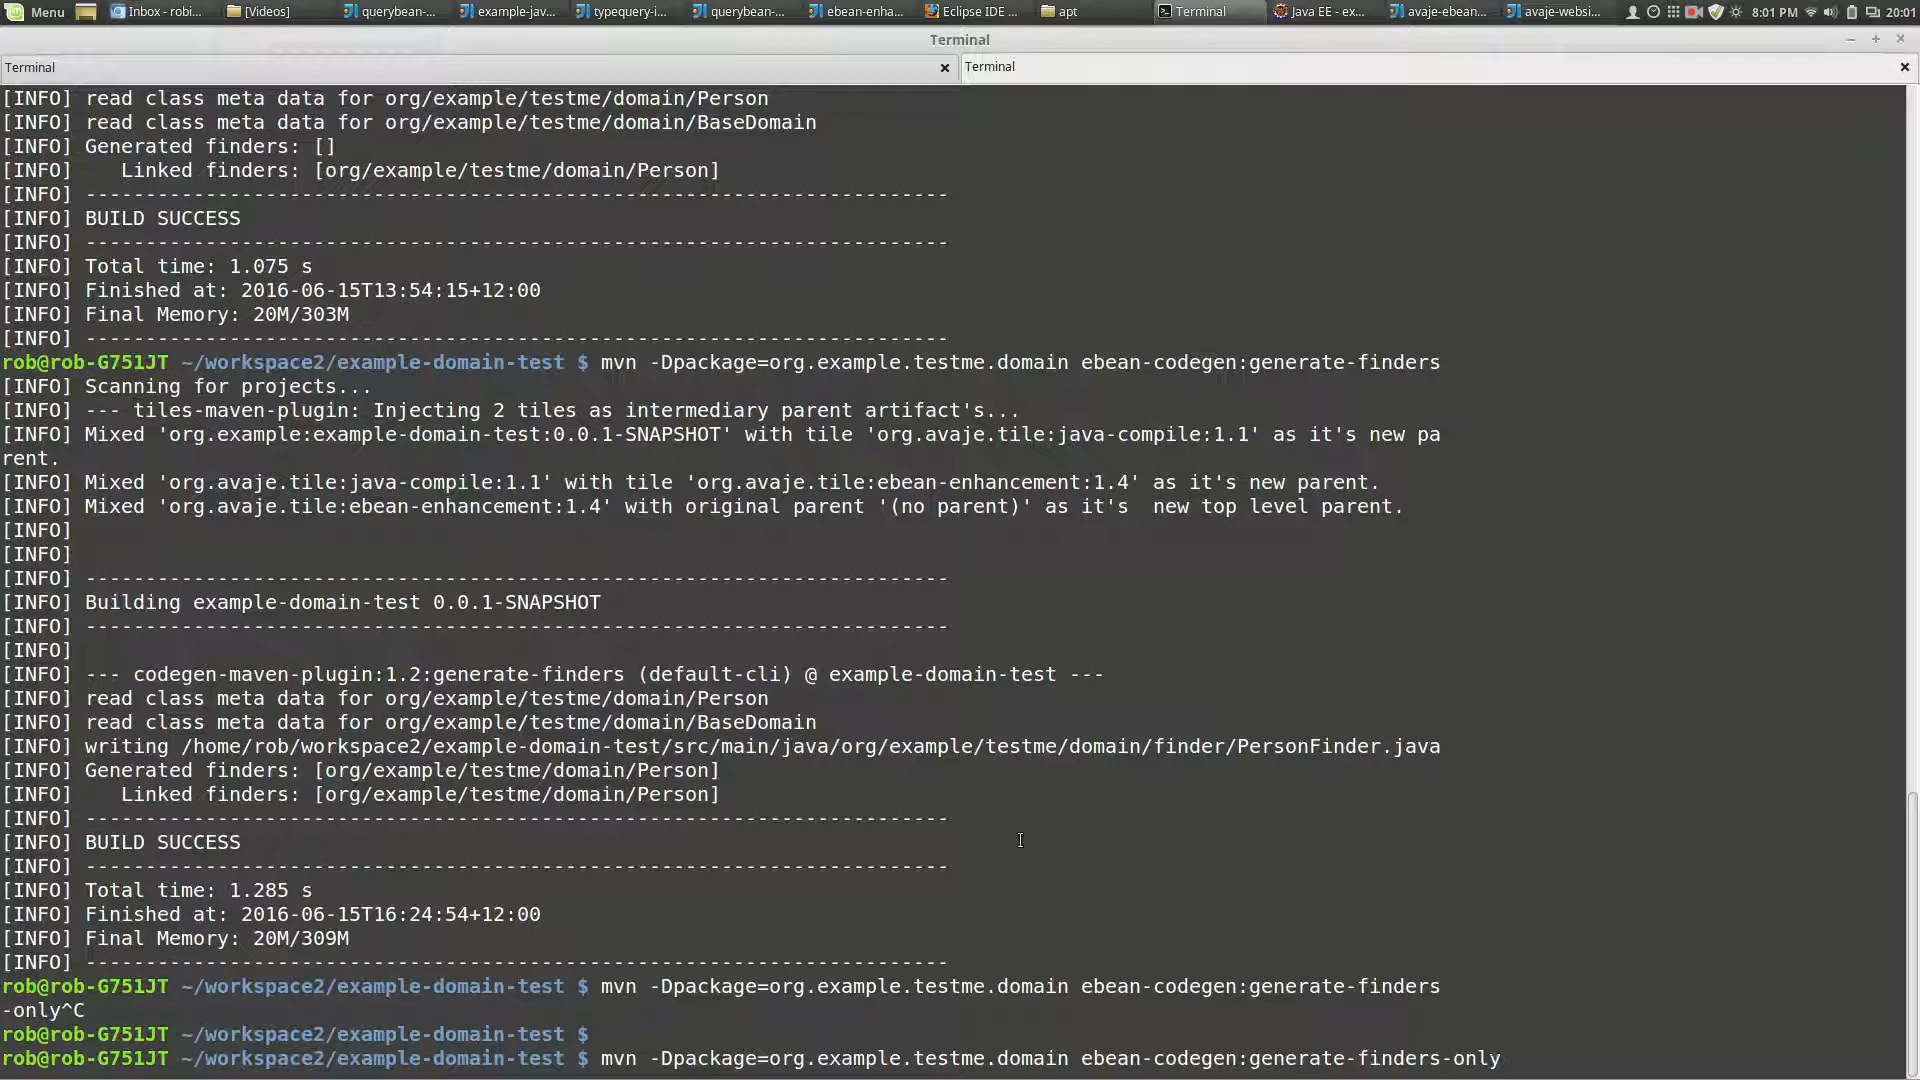 Menu Inbox - robi... [Videos] querybean-... example-jav... typequery-i... querybean-... ebean-enha... Eclipse IDE ... apt Terminal Java EE - ex... avaje-ebean... avaje-websi... 8:01 PM 20:01
Terminal
Terminal Terminal
[INFO] read class meta data for org/example/testme/domain/Person
[INFO] read class meta data for org/example/testme/domain/BaseDomain
[INFO] Generated finders: []
[INFO]    Linked finders: [org/example/testme/domain/Person]
[INFO] ------------------------------------------------------------------------
[INFO] BUILD SUCCESS
[INFO] ------------------------------------------------------------------------
[INFO] Total time: 1.075 s
[INFO] Finished at: 2016-06-15T13:54:15+12:00
[INFO] Final Memory: 20M/303M
[INFO] ------------------------------------------------------------------------
rob@rob-G751JT ~/workspace2/example-domain-test $ mvn -Dpackage=org.example.testme.domain ebean-codegen:generate-finders
[INFO] Scanning for projects...
[INFO] --- tiles-maven-plugin: Injecting 2 tiles as intermediary parent artifact's...
[INFO] Mixed 'org.example:example-domain-test:0.0.1-SNAPSHOT' with tile 'org.avaje.tile:java-compile:1.1' as it's new pa
rent.
[INFO] Mixed 'org.avaje.tile:java-compile:1.1' with tile 'org.avaje.tile:ebean-enhancement:1.4' as it's new parent.
[INFO] Mixed 'org.avaje.tile:ebean-enhancement:1.4' with original parent '(no parent)' as it's  new top level parent.
[INFO]
[INFO]
[INFO] ------------------------------------------------------------------------
[INFO] Building example-domain-test 0.0.1-SNAPSHOT
[INFO] ------------------------------------------------------------------------
[INFO]
[INFO] --- codegen-maven-plugin:1.2:generate-finders (default-cli) @ example-domain-test ---
[INFO] read class meta data for org/example/testme/domain/Person
[INFO] read class meta data for org/example/testme/domain/BaseDomain
[INFO] writing /home/rob/workspace2/example-domain-test/src/main/java/org/example/testme/domain/finder/PersonFinder.java
[INFO] Generated finders: [org/example/testme/domain/Person]
[INFO]    Linked finders: [org/example/testme/domain/Person]
[INFO] ------------------------------------------------------------------------
[INFO] BUILD SUCCESS
[INFO] ------------------------------------------------------------------------
[INFO] Total time: 1.285 s
[INFO] Finished at: 2016-06-15T16:24:54+12:00
[INFO] Final Memory: 20M/309M
[INFO] ------------------------------------------------------------------------
rob@rob-G751JT ~/workspace2/example-domain-test $ mvn -Dpackage=org.example.testme.domain ebean-codegen:generate-finders
-only^C
rob@rob-G751JT ~/workspace2/example-domain-test $
rob@rob-G751JT ~/workspace2/example-domain-test $ mvn -Dpackage=org.example.testme.domain ebean-codegen:generate-finders-only